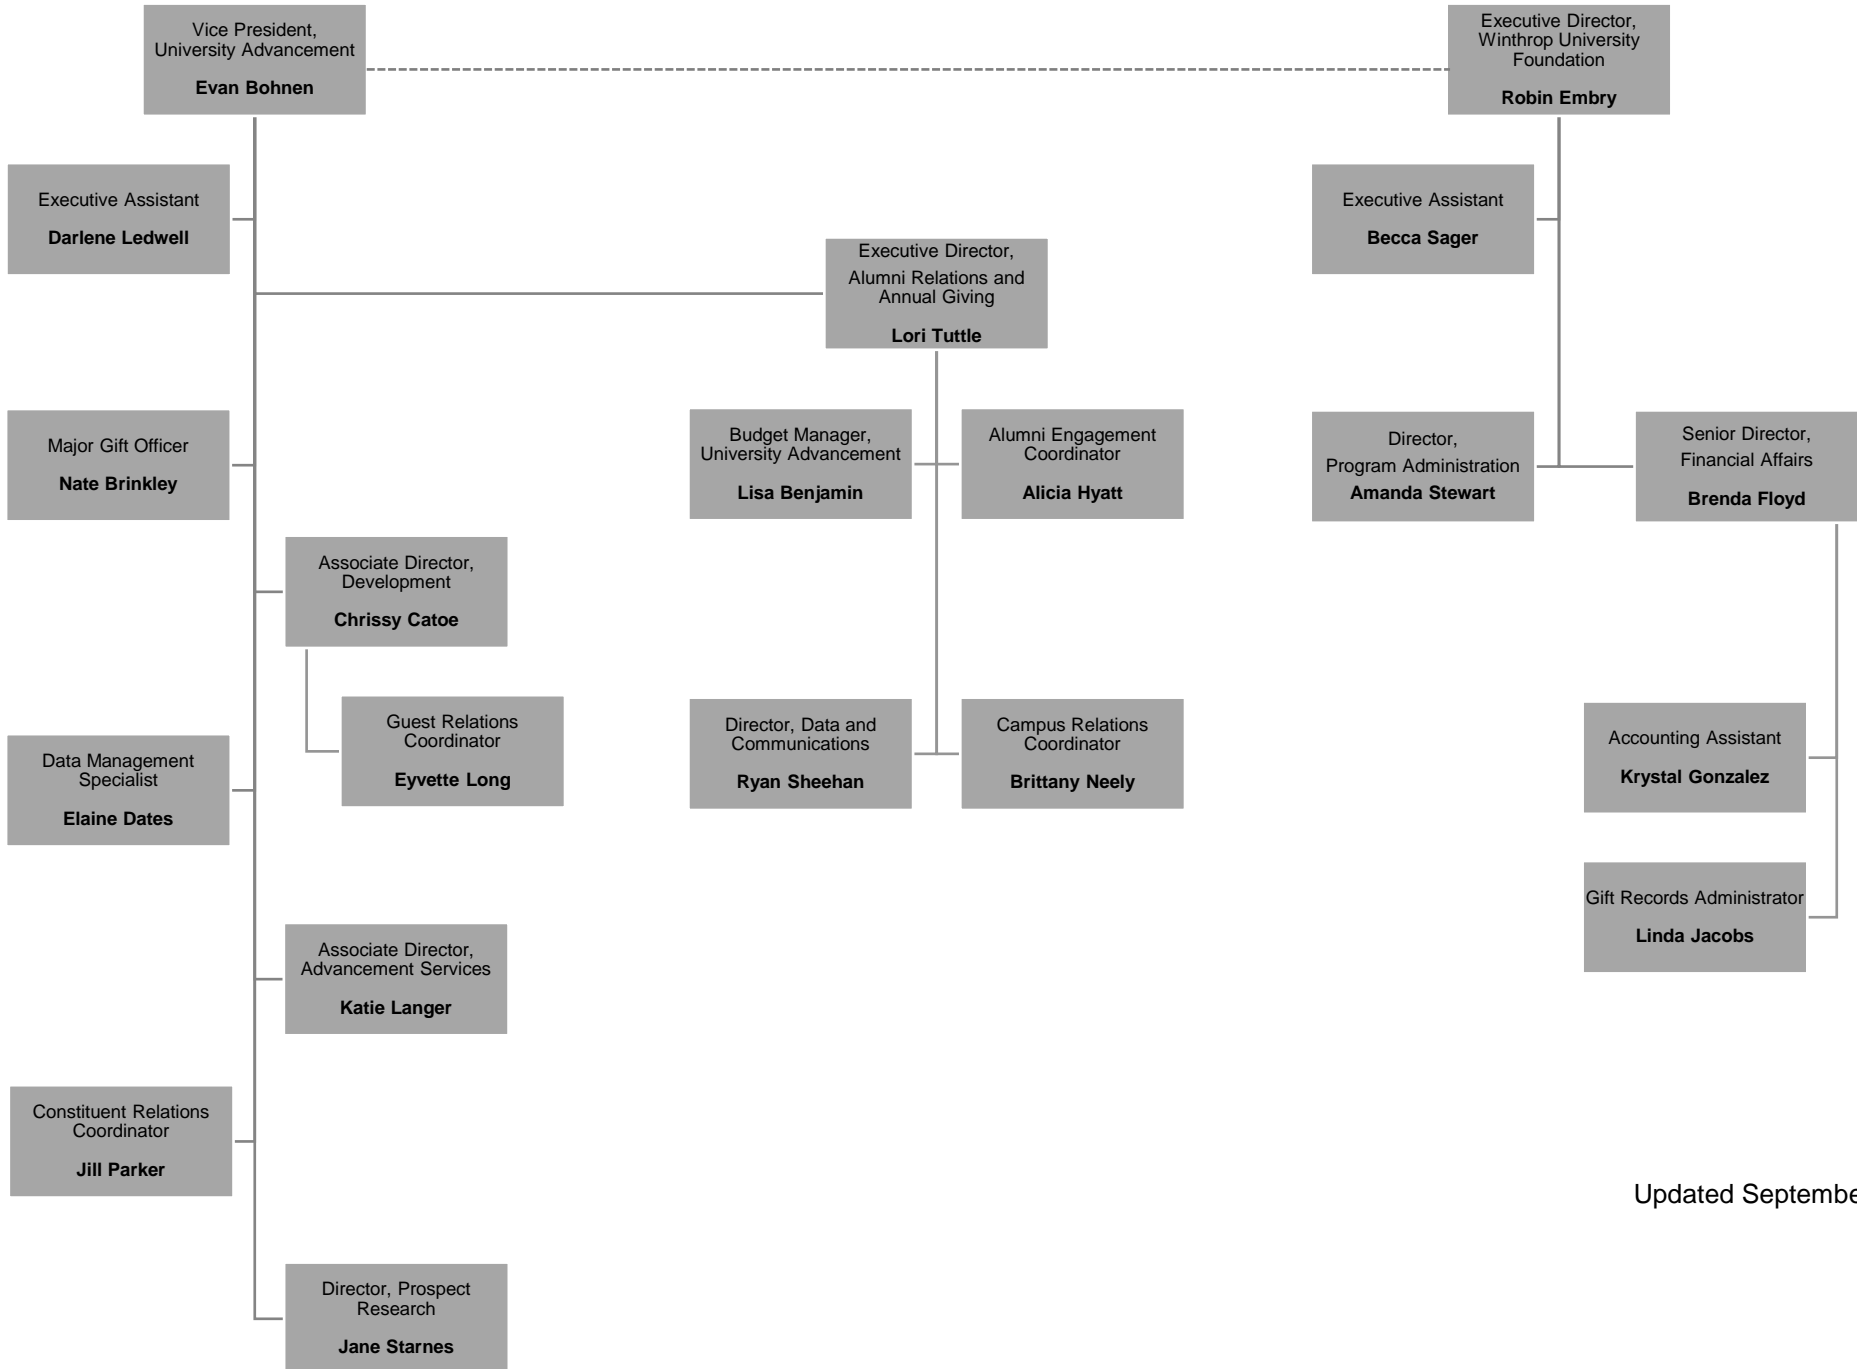 Vice President,
University Advancement
Evan Bohnen
Executive Director,
Winthrop University
Foundation
Robin Embry
Executive Assistant
Darlene Ledwell
Executive Director,
Alumni Relations and
Annual Giving
Lori Tuttle
Executive Assistant
Becca Sager
Major Gift Officer
Nate Brinkley
Budget Manager,
University Advancement
Lisa Benjamin
Alumni Engagement
Coordinator
Alicia Hyatt
Director,
Program Administration
Amanda Stewart
Senior Director,
Financial Affairs
Brenda Floyd
Associate Director,
Development
Chrissy Catoe
Guest Relations
Coordinator
Eyvette Long
Data Management
Specialist
Elaine Dates
Director, Data and
Communications
Ryan Sheehan
Campus Relations
Coordinator
Brittany Neely
Accounting Assistant
Krystal Gonzalez
Gift Records Administrator
Linda Jacobs
Associate Director,
Advancement Services
Katie Langer
Constituent Relations
Coordinator
Jill Parker
Updated
Director, Prospect
Research
Jane Starnes